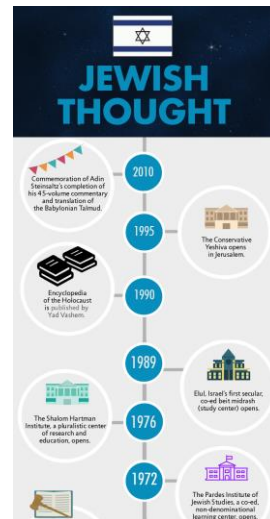 JEWISH
THOUGHT
2010
Commemoration of Adin
Steinsaltz's completion of
his 45-volume commentary
and translation of
the Babylonian Talmud.
1995
The Conservative
Yeshiva opens
in Jerusalem.
1990
Encyclopedia
of the Holocaust
is published by
Yad Vashem.
1989
Elul, Israel's first secular,
co-ed beit midrash
(study center) opens.
1976
The Shalom Hartman
Institute, a pluralistic center
of research and
education, opens.
1972
The Pardes Institute of
Jewish Studies, a co-ed,
non-denominational
learning center, opens.